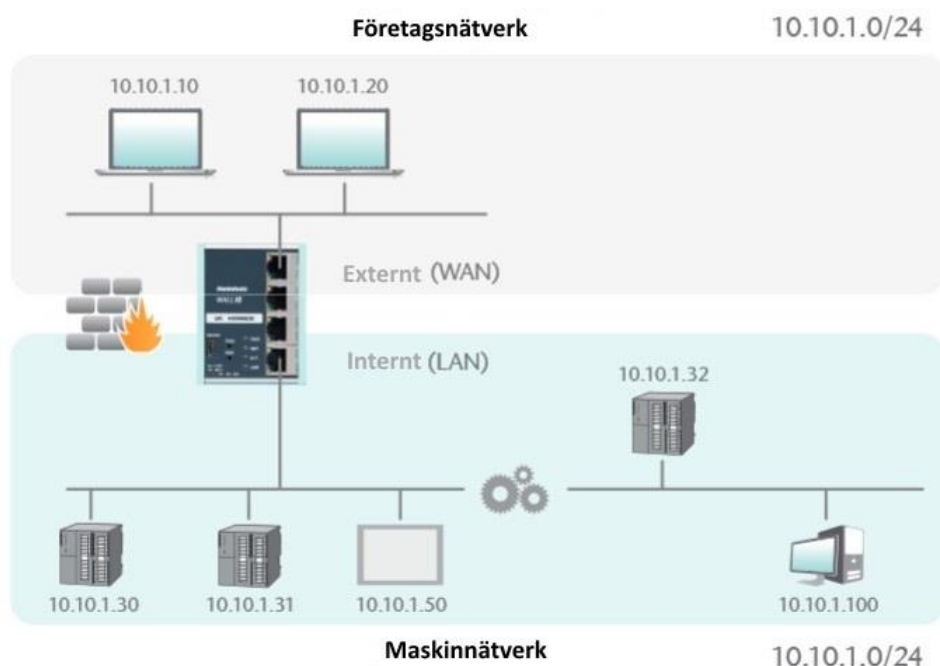 Företagsnätverk 10.10.1.0/24
10.10.1.10 10.10.1.20
Externt (WAN)
Internt (LAN)
10.10.1.32
10.10.1.30 10.10.1.31 10.10.1.50 10.10.1.100
Maskinnätverk 10.10.1.0/24